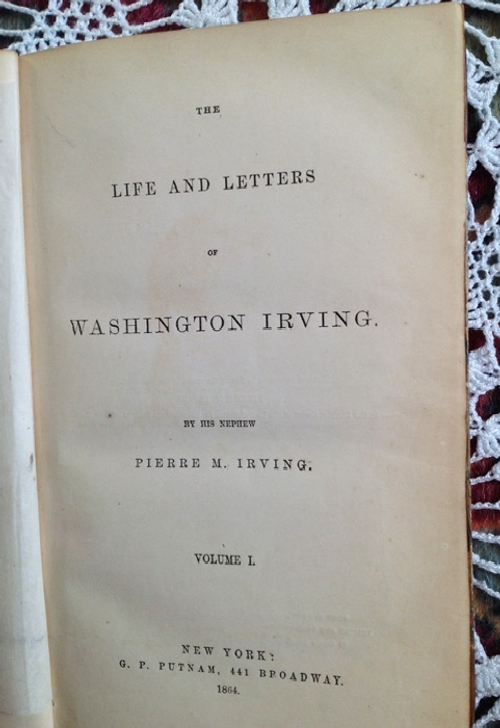 THE
LIFE AND LETTERS
OF
WASHINGTON IRVING.
BY HIS NEPHEW
PIERRE M. IRVING.
VOLUME I.
NEW YORK:
G. P. PUTNAM, 441 BROADWAY.
1864.